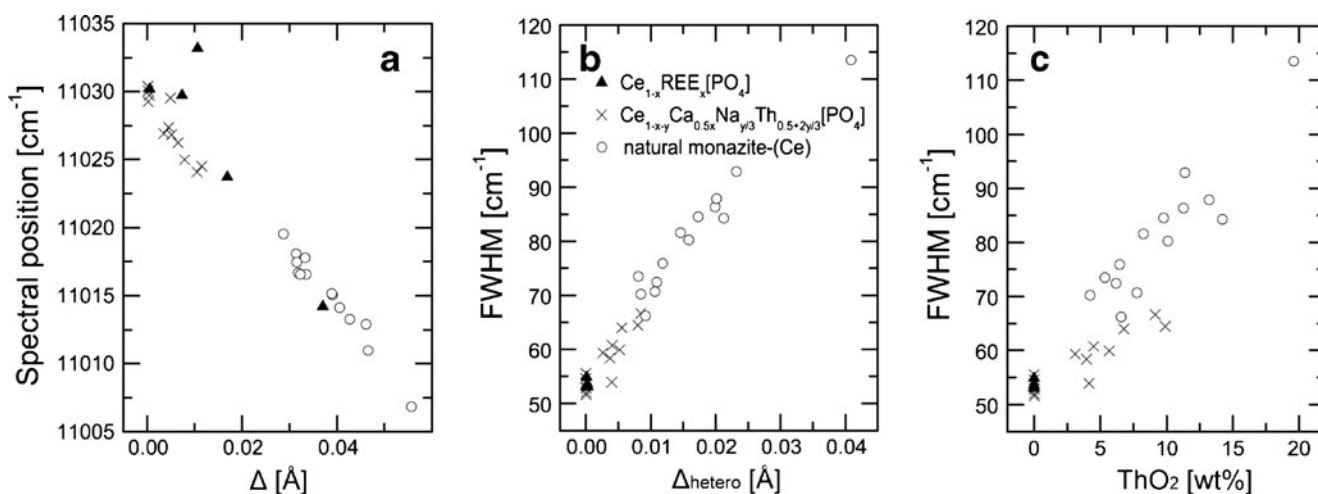 a
11035
11030
11025
11020
11015
11010
11005
Spectral position [cm⁻¹]
0.00 0.02 0.04
Δ [Å]
b
120
110
100
90
80
70
60
50
FWHM [cm⁻¹]
▲ Ce₁₋ₓREEₓ[PO₄]
× Ce₁₋ₓ₋yCa₀.₅ₓNa_y/3Th₀.₅₊₂y/3[PO₄]
○ natural monazite-(Ce)
0.00 0.01 0.02 0.03 0.04
Δhetero [Å]
c
120
110
100
90
80
70
60
50
FWHM [cm⁻¹]
0 5 10 15 20
ThO₂ [wt%]